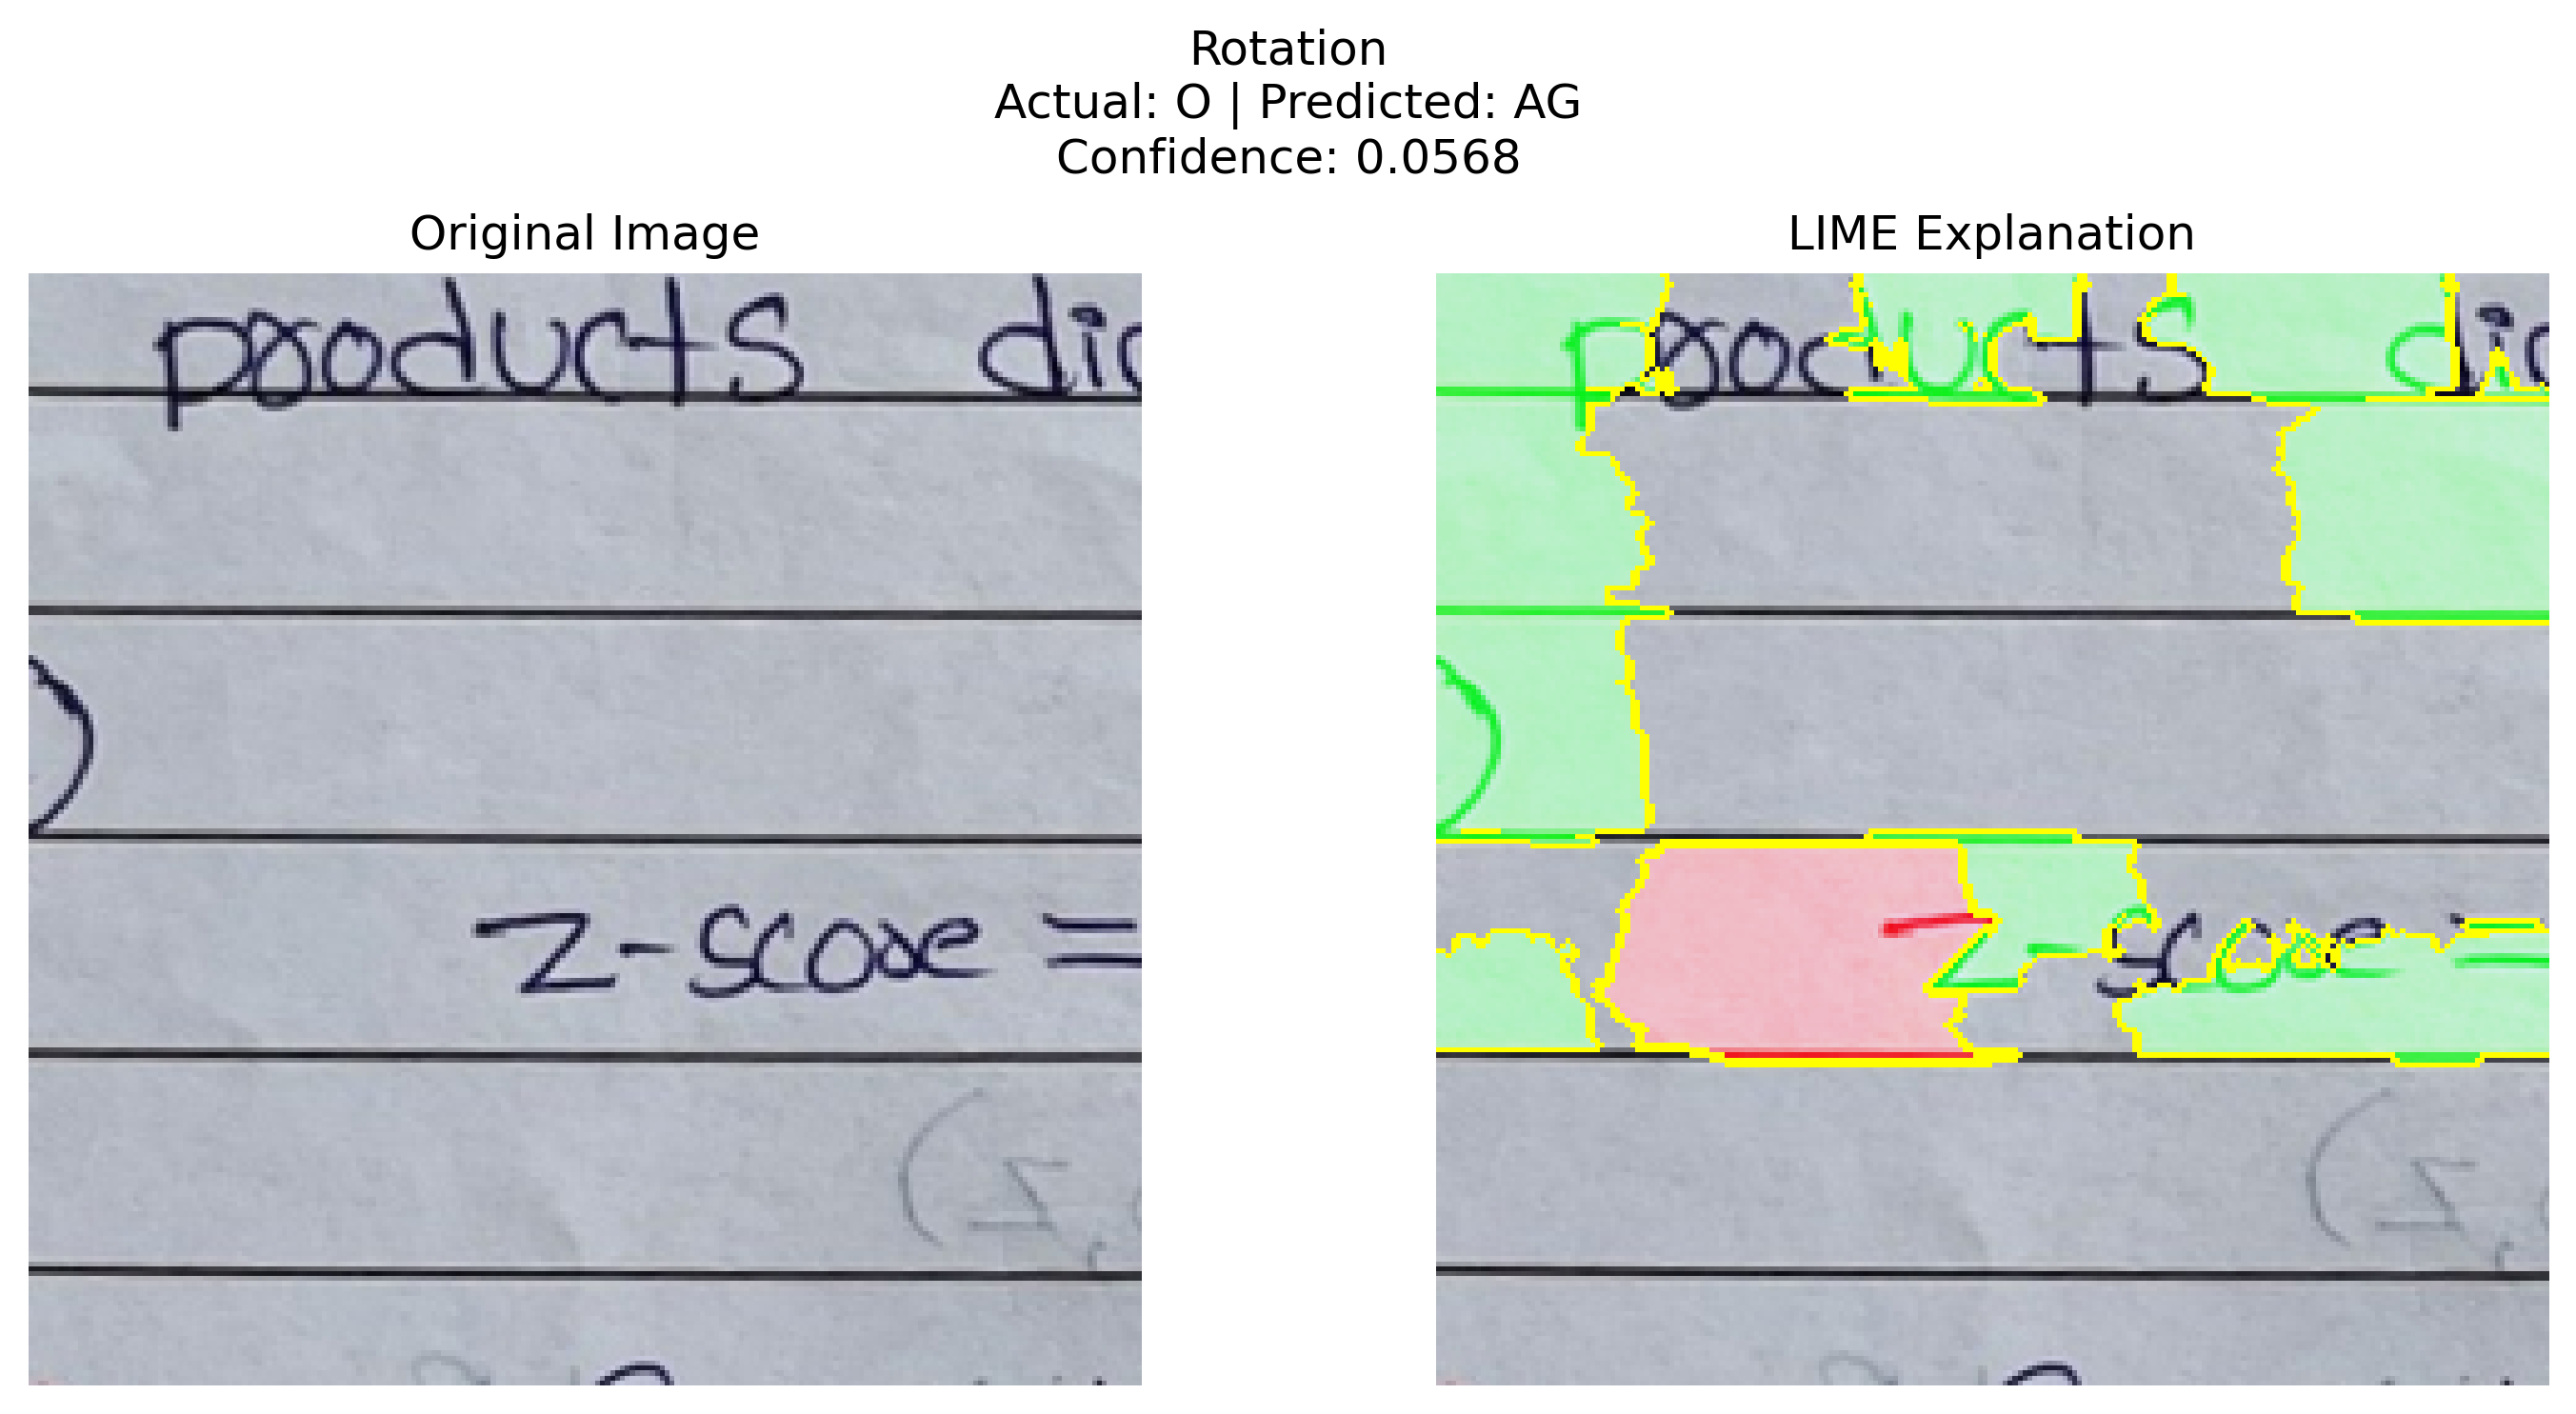 Rotation
Actual: O | Predicted: AG
Confidence: 0.0568
Original Image
products
z-score =
LIME Explanation
products
z-score =